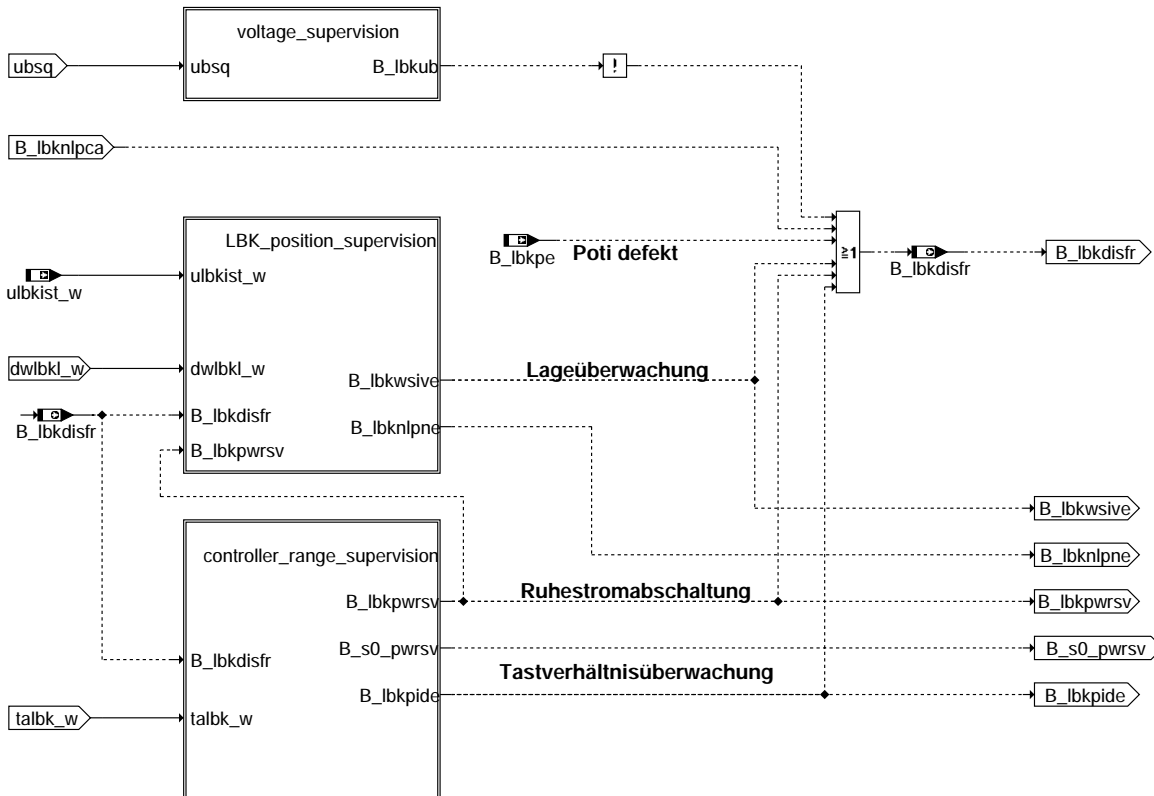 voltage_supervision
ubsq
ubsq
B_lbkub
!
B_lbknlpca
LBK_position_supervision
B_lbkpe
Poti defekt
≧1
B_lbkdisfr
B_lbkdisfr
ulbkist_w
ulbkist_w
dwlbkl_w
dwlbkl_w
B_lbkwsive
Lageüberwachung
B_lbkdisfr
B_lbkdisfr
B_lbknlpne
B_lbkpwrsv
B_lbkwsive
controller_range_supervision
B_lbknlpne
B_lbkpwrsv
Ruhestromabschaltung
B_lbkpwrsv
B_lbkdisfr
B_s0_pwrsv
B_s0_pwrsv
B_lbkpide
Tastverhältnisüberwachung
B_lbkpide
talbk_w
talbk_w